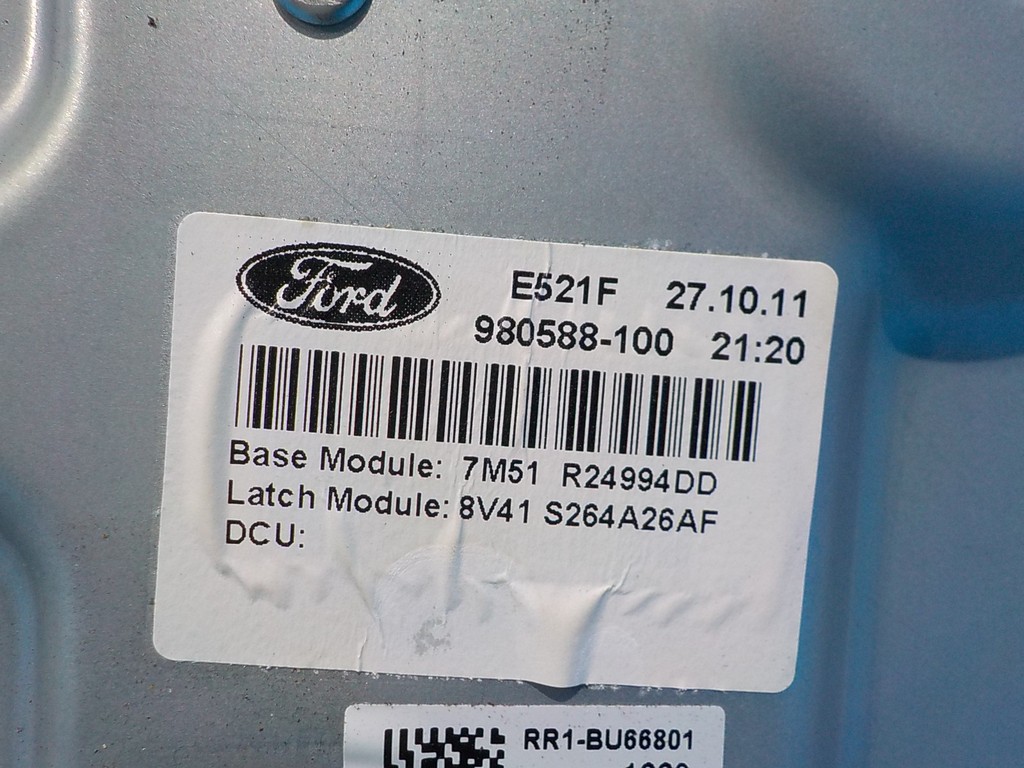 Ford
E521F 27.10.11
980588-100 21:20
Base Module: 7M51 R24994DD
Latch Module: 8V41 S264A26AF
DCU:
RR1-BU66801